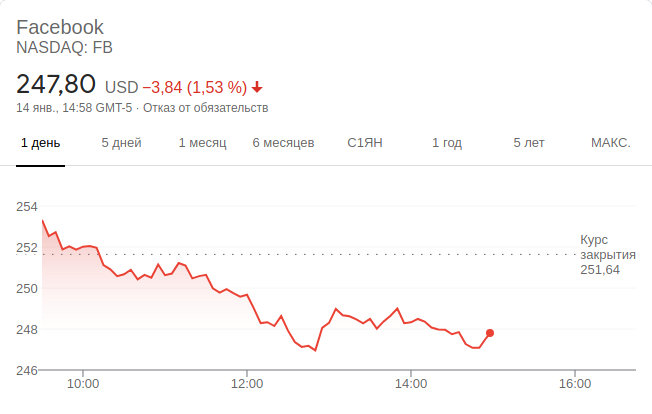 Facebook
NASDAQ: FB
247,80 USD −3,84 (1,53 %)
14 янв., 14:58 GMT-5 · Отказ от обязательств
1 день 5 дней 1 месяц 6 месяцев С1ЯН 1 год 5 лет МАКС.
254
252
Курс
закрытия
251,64
250
248
246
10:00 12:00 14:00 16:00